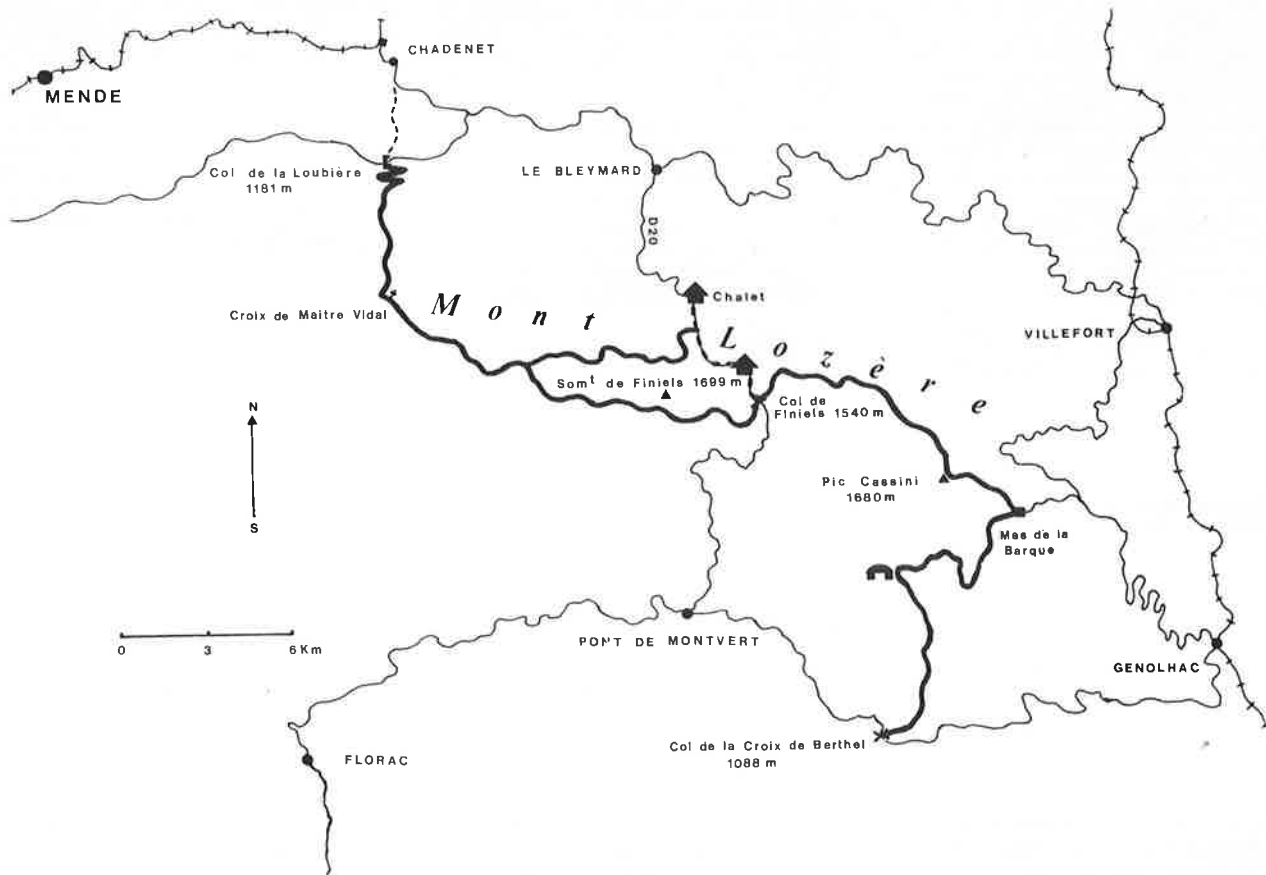 CHADENET
MENDE
Col de la Loubière
1181 m
LE BLEYMARD
D20
Chalet
Croix de Maitre Vidal
Mont
Lozère
VILLEFORT
Somt de Finiels 1699 m
Col de
Finiels 1540 m
N
S
Pic Cassini
1680 m
Mas de la
Barque
0 3 6 Km
PONT DE MONTVERT
GENOLHAC
Col de la Croix de Berthel
1088 m
FLORAC